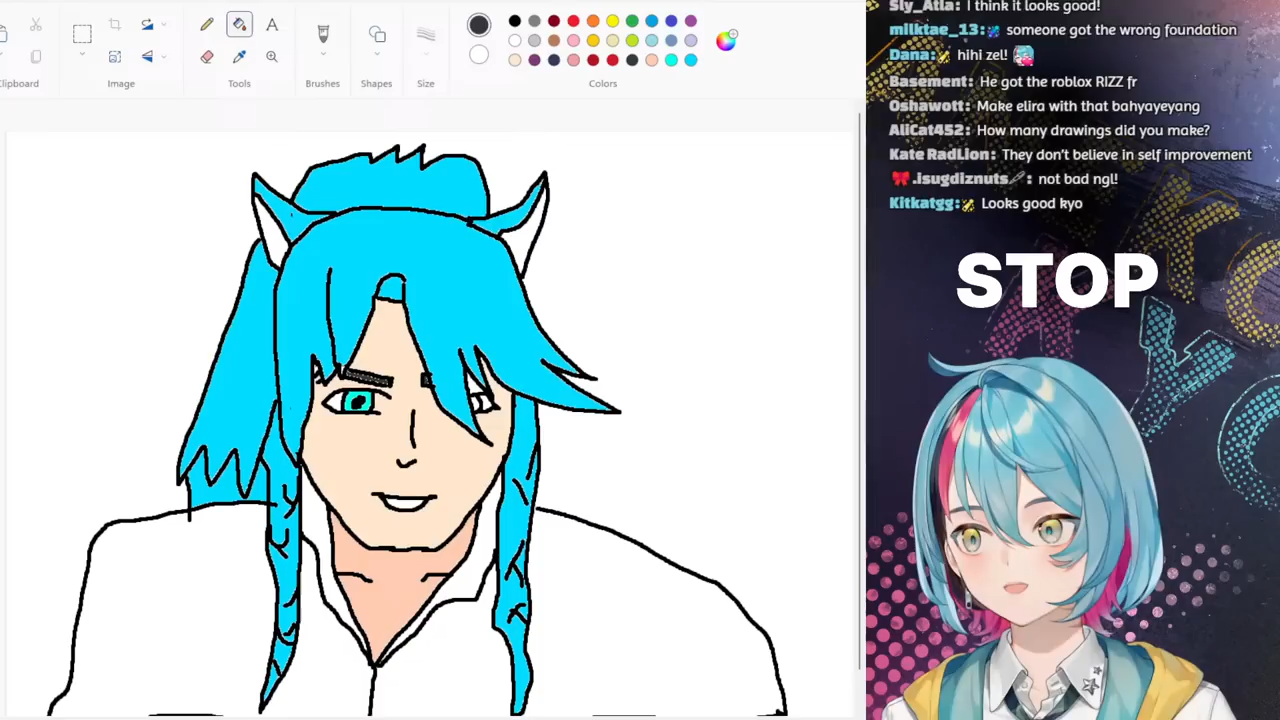 Clipboard
Image
Tools
Brushes
Shapes
Size
Colors
Sly_Atla: I think it looks good!
milktae_13: someone got the wrong foundation
Dana: hihi zel!
Basement: He got the roblox RIZZ fr
Oshawott: Make elira with that bahyayeyang
AliCat452: How many drawings did you make?
Kate RadLion: They don't believe in self improvement
.isugdiznuts: not bad ngl!
Kitkatgg: Looks good kyo
STOP